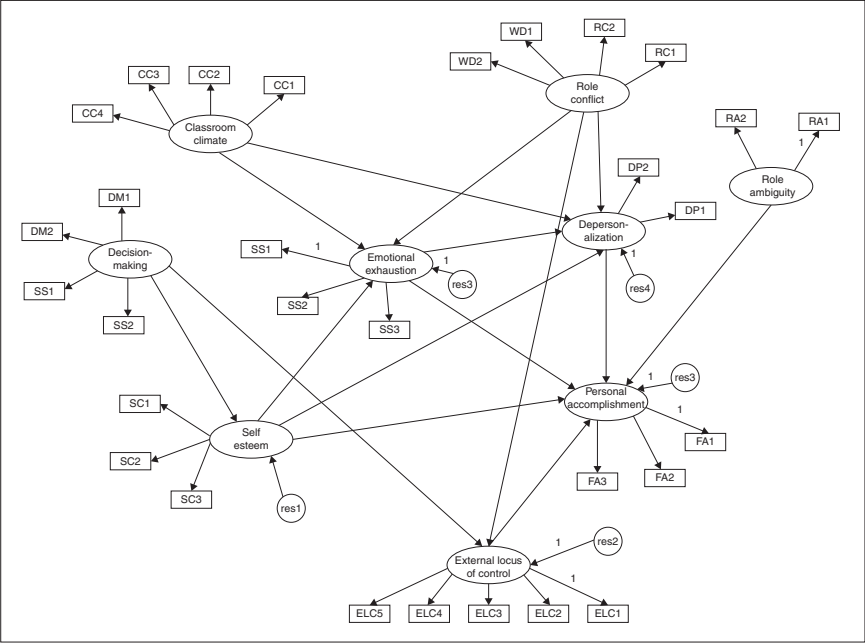 WD1
RC2
WD2
RC1
Role
conflict
CC3
CC2
CC1
CC4
Classroom
climate
RA2
RA1
1
Role
ambiguity
DP2
DP1
Deperson-
alization
1
res4
DM1
DM2
Decision-
making
SS1
SS2
SS1
1
Emotional
exhaustion
1
res3
SS2
SS3
SC1
SC2
SC3
Self
esteem
res1
1
res3
Personal
accomplishment
1
FA1
FA2
FA3
External locus
of control
1
res2
1
ELC5
ELC4
ELC3
ELC2
ELC1